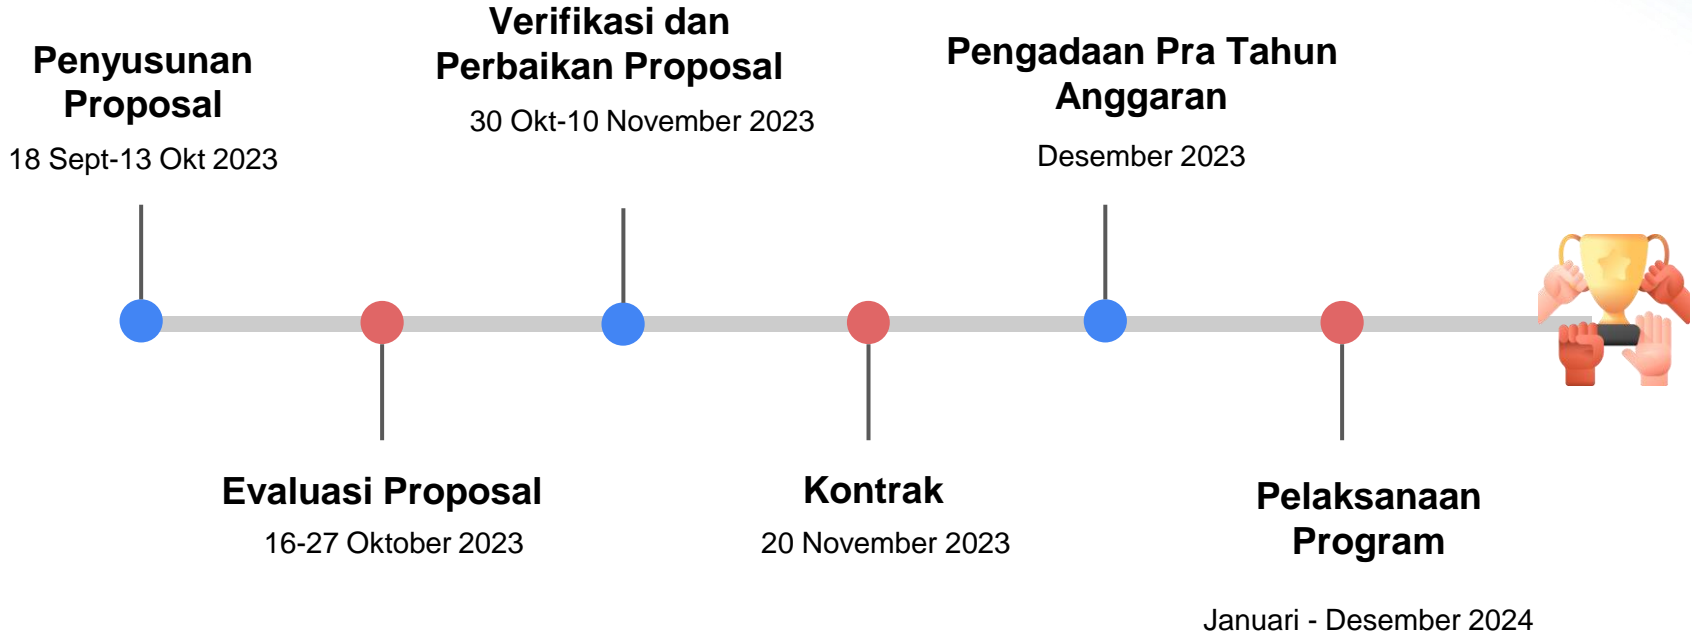 Penyusunan
Proposal
18 Sept-13 Okt 2023
Evaluasi Proposal
16-27 Oktober 2023
Verifikasi dan
Perbaikan Proposal
30 Okt-10 November 2023
Kontrak
20 November 2023
Pengadaan Pra Tahun
Anggaran
Desember 2023
Pelaksanaan
Program
Januari - Desember 2024